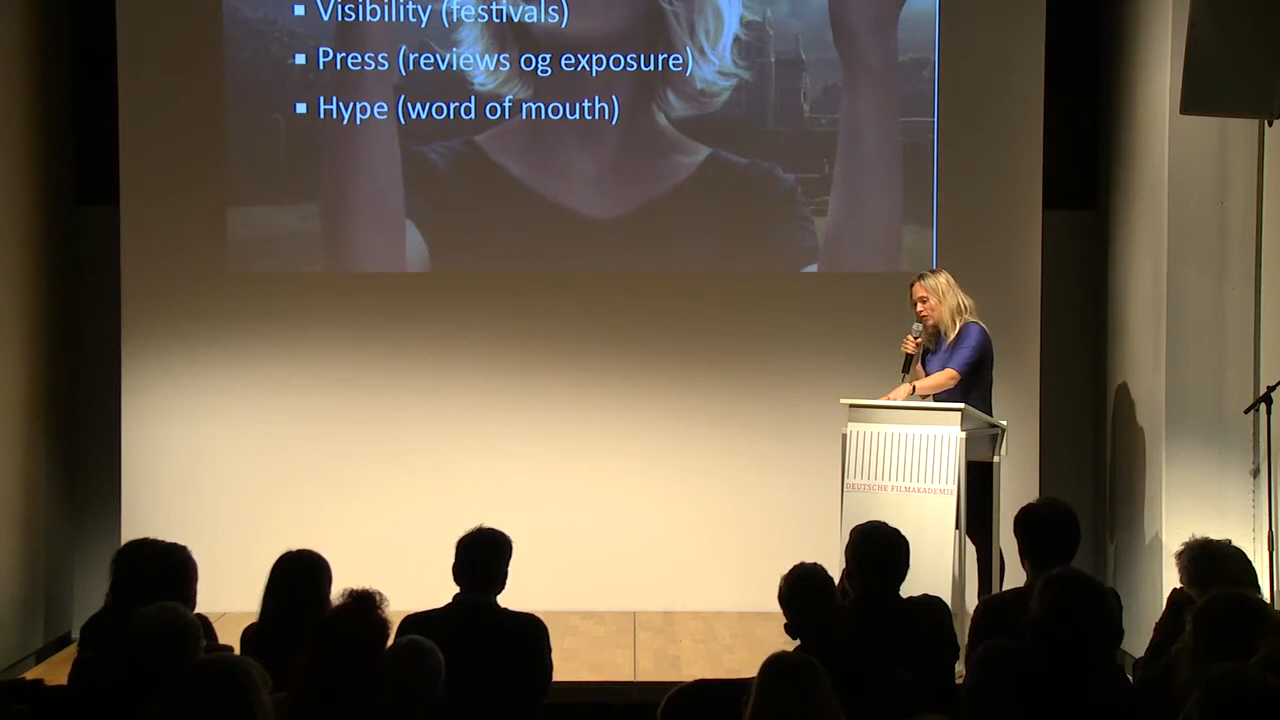 ▪ Visibility (festivals)
▪ Press (reviews og exposure)
▪ Hype (word of mouth)
DEUTSCHE FILMAKADEMIE